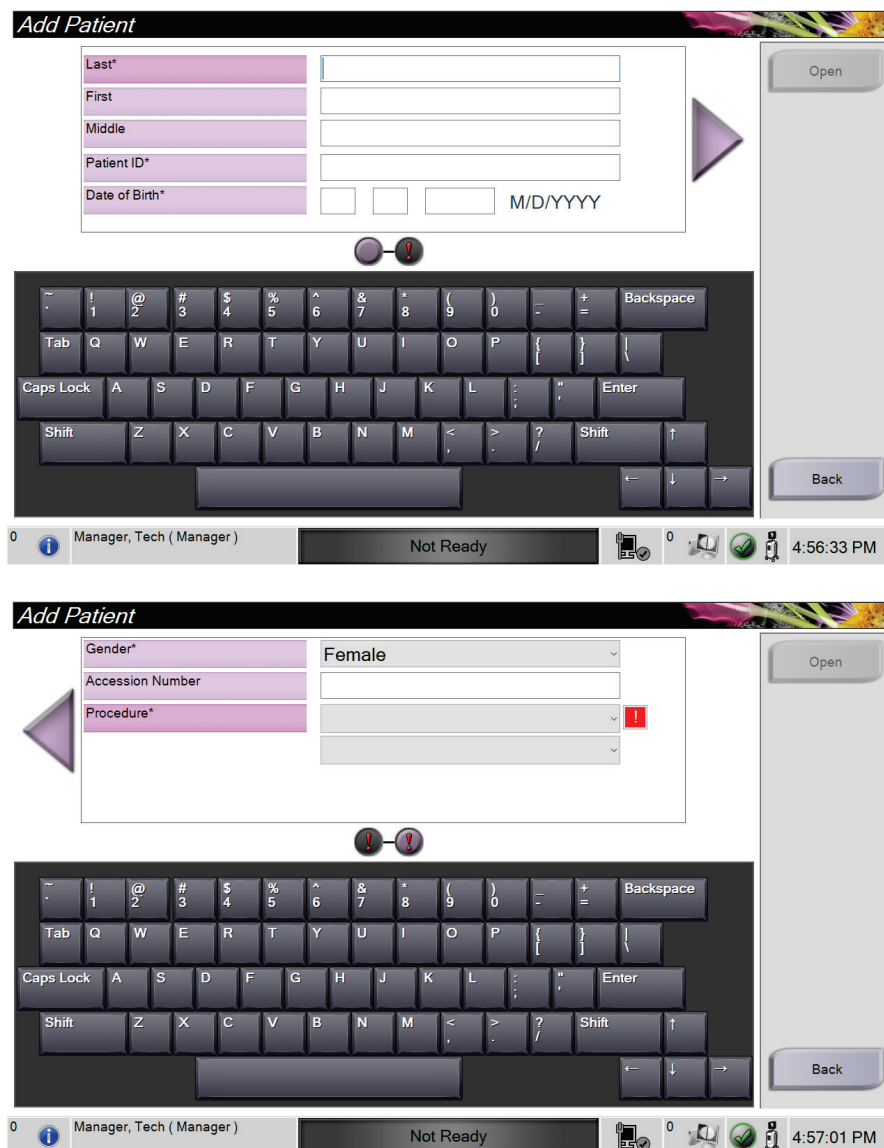 Add Patient
Last*
Open
First
Middle
Patient ID*
Date of Birth* M/D/YYYY
!
~ ! @ # $ % ^ & * ( ) _ + Backspace
` 1 2 3 4 5 6 7 8 9 0 - =
Tab Q W E R T Y U I O P { } |
[ ] \
Caps Lock A S D F G H J K L : " Enter
; '
Shift Z X C V B N M < > ? Shift ↑
, . /
← ↓ →
Back
0 Manager, Tech ( Manager ) Not Ready 0 4:56:33 PM
Add Patient
Gender* Female
Open
Accession Number
Procedure* !
! !
~ ! @ # $ % ^ & * ( ) _ + Backspace
` 1 2 3 4 5 6 7 8 9 0 - =
Tab Q W E R T Y U I O P { } |
[ ] \
Caps Lock A S D F G H J K L : " Enter
; '
Shift Z X C V B N M < > ? Shift ↑
, . /
← ↓ →
Back
0 Manager, Tech ( Manager ) Not Ready 0 4:57:01 PM